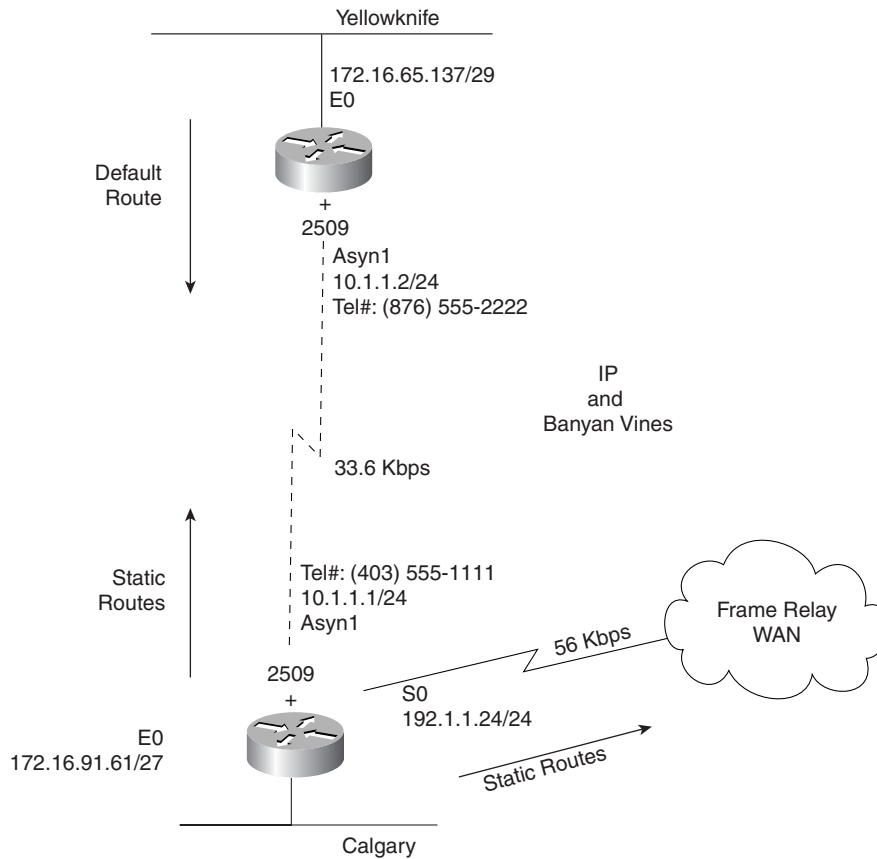 Yellowknife
172.16.65.137/29
E0
Default
Route
+
2509
Asyn1
10.1.1.2/24
Tel#: (876) 555-2222
IP
and
Banyan Vines
33.6 Kbps
Static
Routes
Tel#: (403) 555-1111
10.1.1.1/24
Asyn1
Frame Relay
WAN
56 Kbps
2509
+
S0
192.1.1.24/24
E0
172.16.91.61/27
Static Routes
Calgary